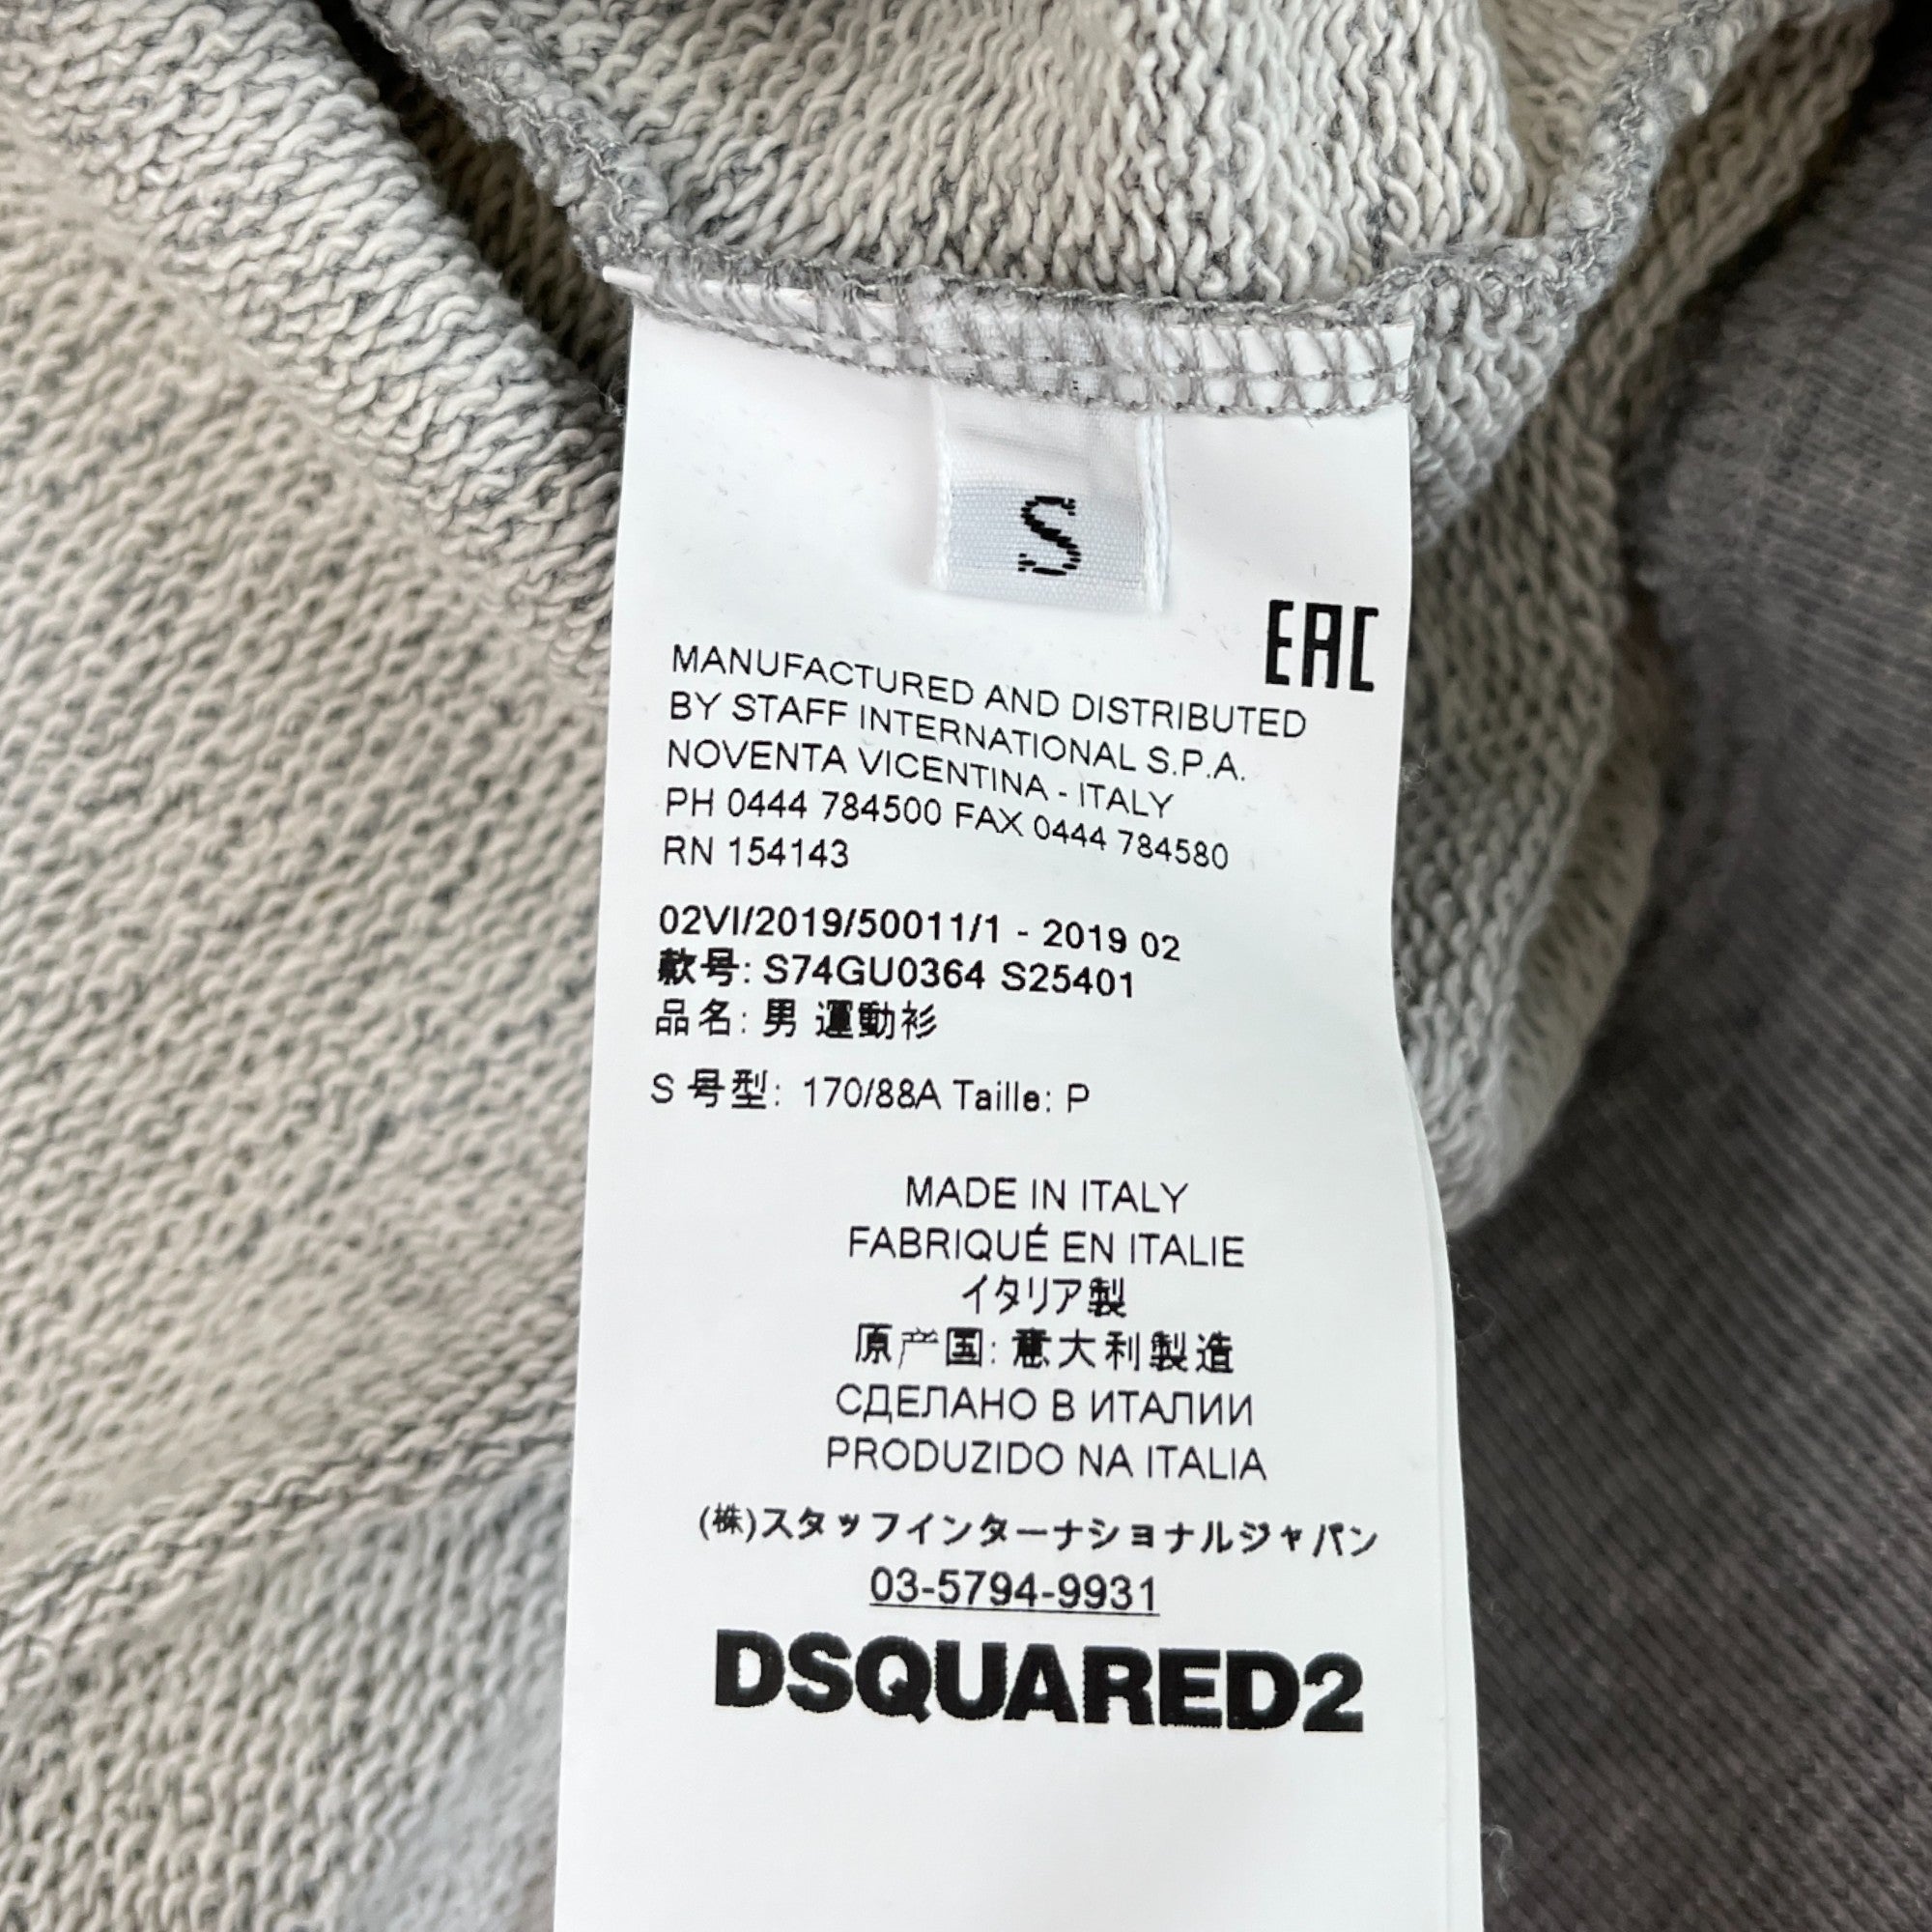 S
EAC
MANUFACTURED AND DISTRIBUTED
BY STAFF INTERNATIONAL S.P.A.
NOVENTA VICENTINA - ITALY
PH 0444 784500 FAX 0444 784580
RN 154143
02VI/2019/50011/1 - 2019 02
款号: S74GU0364 S25401
品名: 男 運動衫
S 号型: 170/88A Taille: P
MADE IN ITALY
FABRIQUÉ EN ITALIE
イタリア製
原产国: 意大利製造
СДЕЛАНО В ИТАЛИИ
PRODUZIDO NA ITALIA
(株)スタッフインターナショナルジャパン
03-5794-9931
DSQUARED2